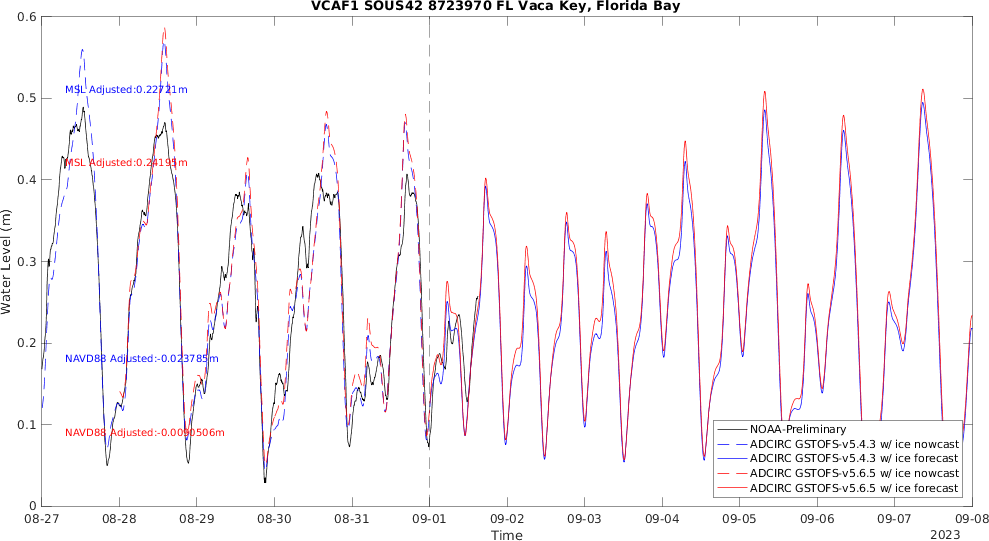 VCAF1 SOUS42 8723970 FL Vaca Key, Florida Bay
Water Level (m)
0.6
0.5
0.4
0.3
0.2
0.1
0
MSL Adjusted:0.22721m
MSL Adjusted:0.24195m
NAVD88 Adjusted:-0.023785m
NAVD88 Adjusted:-0.0090506m
NOAA-Preliminary
ADCIRC GSTOFS-v5.4.3 w/ ice nowcast
ADCIRC GSTOFS-v5.4.3 w/ ice forecast
ADCIRC GSTOFS-v5.6.5 w/ ice nowcast
ADCIRC GSTOFS-v5.6.5 w/ ice forecast
08-27 08-28 08-29 08-30 08-31 09-01 09-02 09-03 09-04 09-05 09-06 09-07 09-08
Time
2023